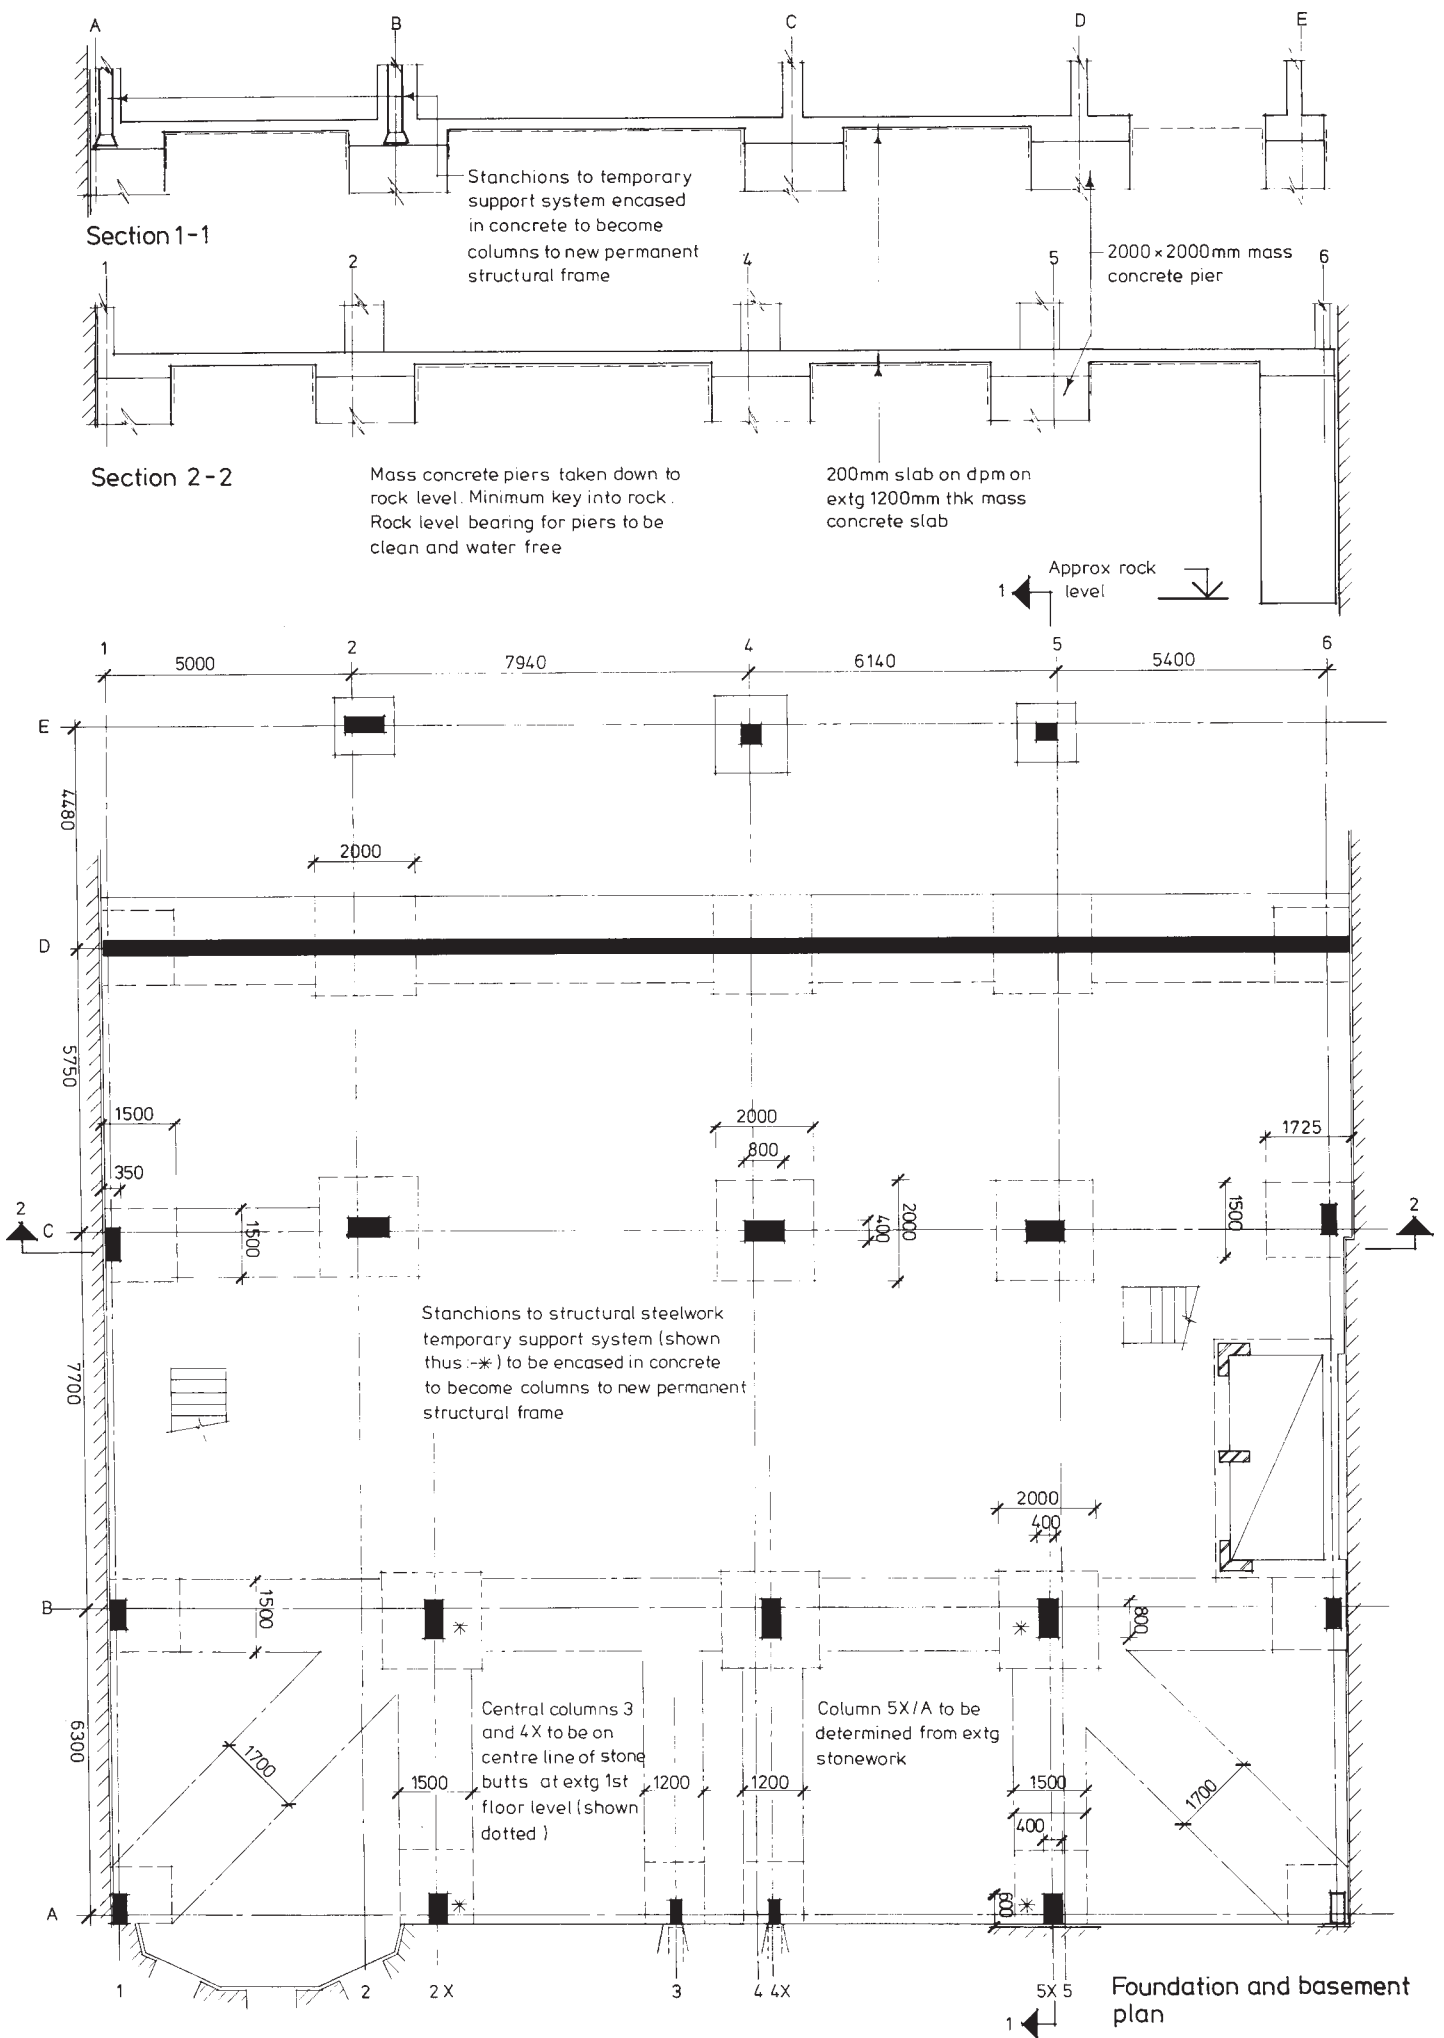 A B C D E
Stanchions to temporary
support system encased
in concrete to become
columns to new permanent
structural frame
Section 1-1
2000 x 2000mm mass
concrete pier
1 2 4 5 6
Section 2-2
Mass concrete piers taken down to
rock level. Minimum key into rock.
Rock level bearing for piers to be
clean and water free
200mm slab on dpm on
extg 1200mm thk mass
concrete slab
Approx rock
level
1
1 2 4 5 6
5000 7940 6140 5400
E
4480
2000
D
5750
1500
2000
1725
800
350
2
C
1500
400
2000
1500
2
Stanchions to structural steelwork
temporary support system (shown
thus :-*) to be encased in concrete
to become columns to new permanent
structural frame
7700
2000
400
B
1500
*
*
800
6300
Central columns 3
and 4X to be on
centre line of stone
butts at extg 1st
floor level (shown
dotted)
Column 5X/A to be
determined from extg
stonework
1700
1500
1200
1200
1500
1700
400
A
*
600
*
1 2 2X 3 4 4X 5X 5
1
Foundation and basement
plan